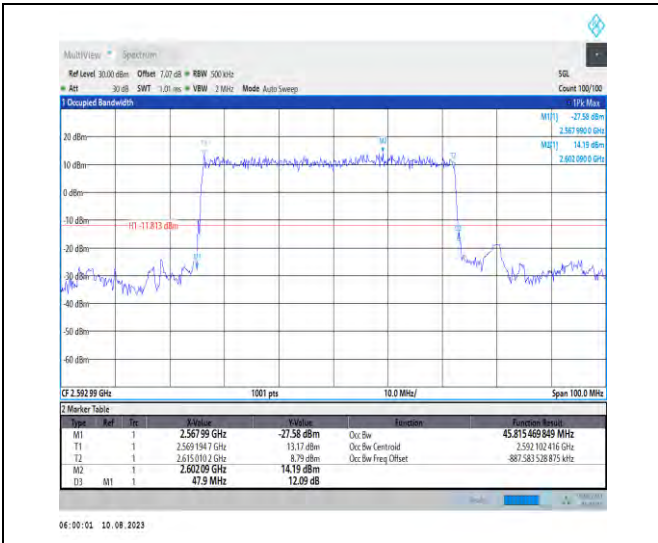 MultiView Spectrum
Ref Level 30.00 dBm Offset 7.07 dB RBW 500 kHz SGL
Att 30 dB SWT 1.01 ms VBW 2 MHz Mode Auto Sweep Count 100/100
1 Occupied Bandwidth 1Pk Max
M1[1] -27.58 dBm
2.567 990 0 GHz
M2[1] 14.19 dBm
2.602 090 0 GHz
20 dBm
10 dBm
0 dBm
-10 dBm
H1 -11.813 dBm
-20 dBm
-30 dBm
-40 dBm
-50 dBm
-60 dBm
T1
M2
T2
M1
CF 2.592 99 GHz 1001 pts 10.0 MHz/ Span 100.0 MHz
2 Marker Table
Type Ref Trc X-Value Y-Value Function Function Result
M1 1 2.567 99 GHz -27.58 dBm Occ Bw 45.815 469 849 MHz
T1 1 2.569 194 7 GHz 13.17 dBm Occ Bw Centroid 2.592 102 416 GHz
T2 1 2.615 010 2 GHz 8.79 dBm Occ Bw Freq Offset -887.583 528 875 kHz
M2 1 2.602 09 GHz 14.19 dBm
D3 M1 1 47.9 MHz 12.09 dB
06:00:01 10.08.2023